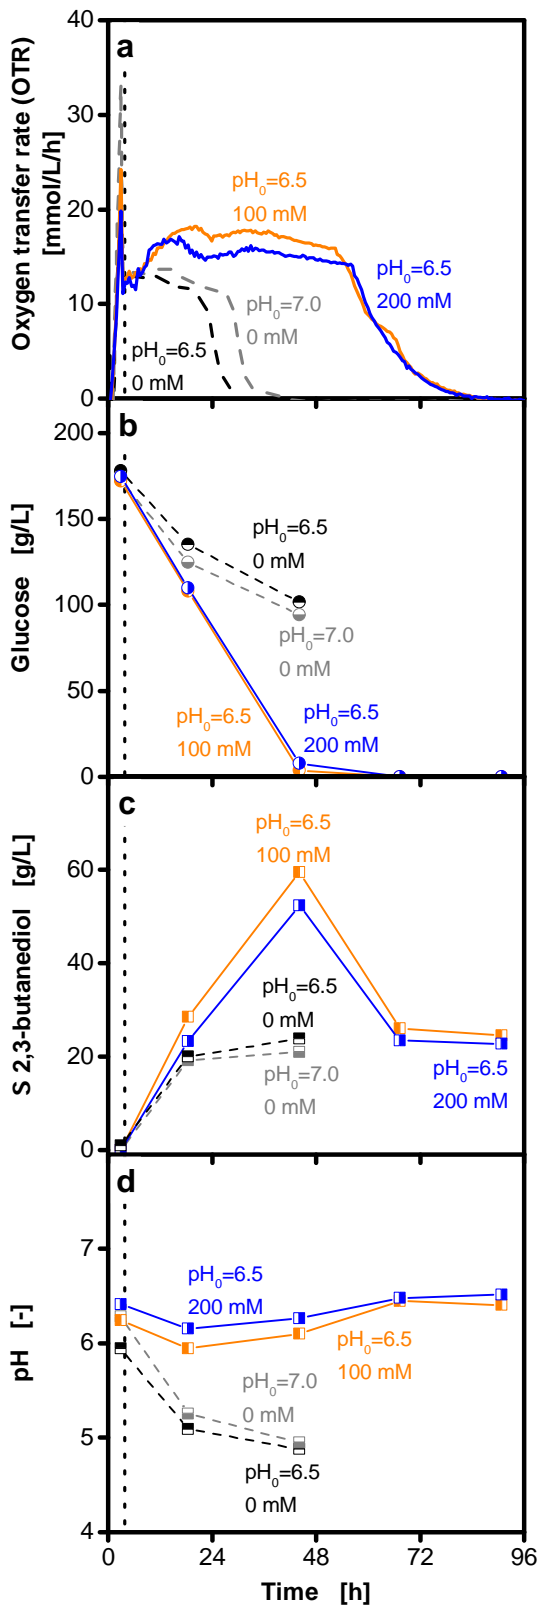 a
Oxygen transfer rate (OTR)
[mmol/L/h]
40
30
20
10
0
pH₀=6.5
100 mM
pH₀=6.5
200 mM
pH₀=7.0
0 mM
pH₀=6.5
0 mM
b
Glucose [g/L]
200
150
100
50
0
pH₀=6.5
0 mM
pH₀=7.0
0 mM
pH₀=6.5
100 mM
pH₀=6.5
200 mM
c
S 2,3-butanediol [g/L]
60
40
20
0
pH₀=6.5
100 mM
pH₀=6.5
0 mM
pH₀=7.0
0 mM
pH₀=6.5
200 mM
d
pH [-]
7
6
5
4
pH₀=6.5
200 mM
pH₀=6.5
100 mM
pH₀=7.0
0 mM
pH₀=6.5
0 mM
0 24 48 72 96
Time [h]